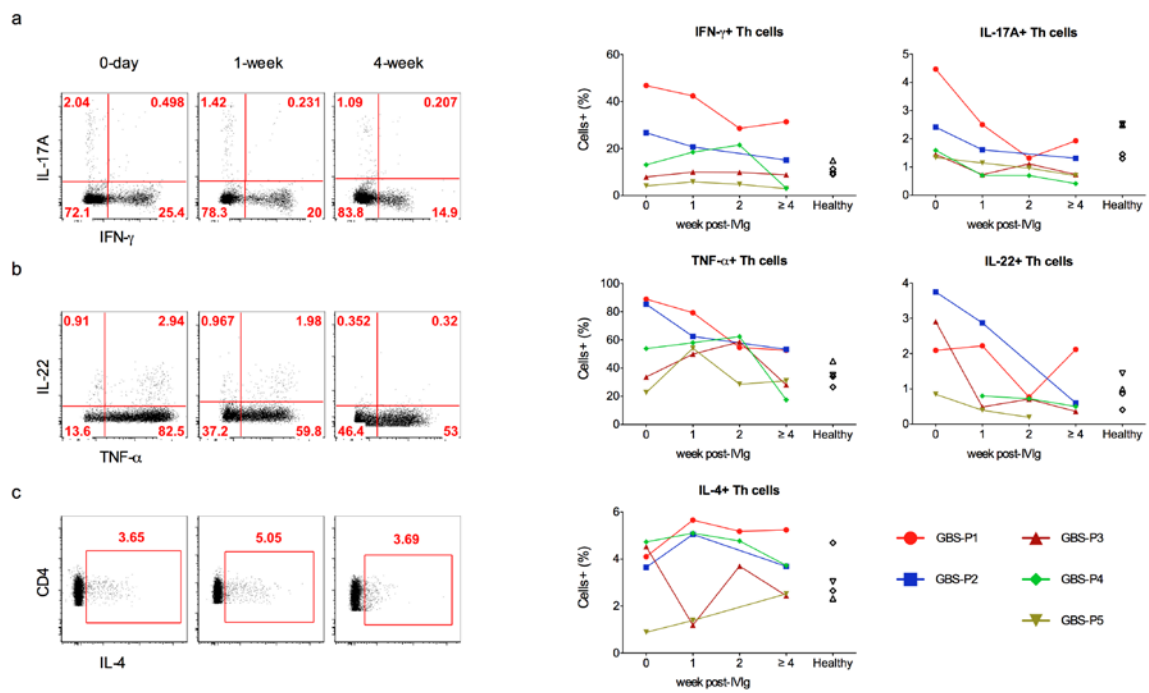 a
0-day 1-week 4-week
2.04 0.498 1.42 0.231 1.09 0.207
IL-17A
72.1 25.4 78.3 20 83.8 14.9
IFN-γ
IFN-γ+ Th cells
60
40
20
0
Cells+ (%)
0 1 2 ≥ 4 Healthy
week post-IVIg
IL-17A+ Th cells
5
4
3
2
1
0
0 1 2 ≥ 4 Healthy
week post-IVIg
b
0.91 2.94 0.967 1.98 0.352 0.32
IL-22
13.6 82.5 37.2 59.8 46.4 53
TNF-α
TNF-α+ Th cells
100
80
60
40
20
0
Cells+ (%)
0 1 2 ≥ 4 Healthy
week post-IVIg
IL-22+ Th cells
4
3
2
1
0
0 1 2 ≥ 4 Healthy
week post-IVIg
c
3.65 5.05 3.69
CD4
IL-4
IL-4+ Th cells
6
4
2
0
Cells+ (%)
0 1 2 ≥ 4 Healthy
week post-IVIg
GBS-P1 GBS-P3
GBS-P2 GBS-P4
GBS-P5